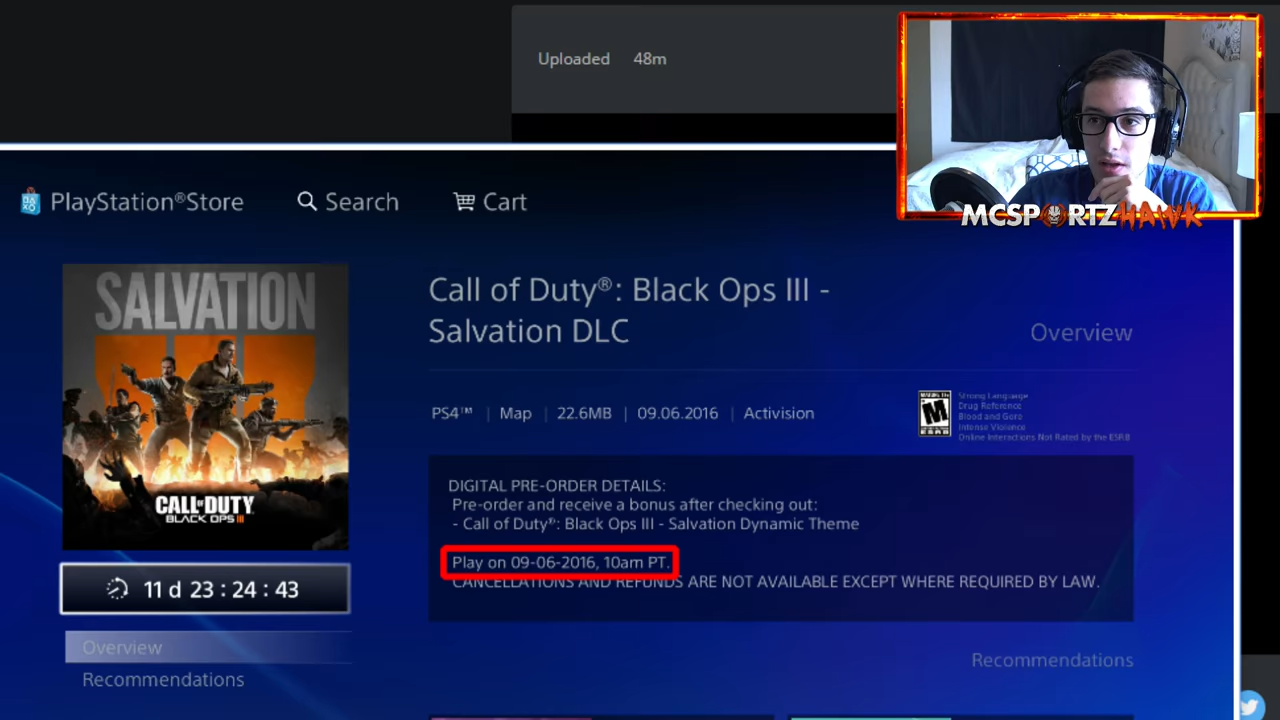 Uploaded 48m
MCSPORTZHAWK
PlayStation®Store
Search
Cart
SALVATION
CALL OF DUTY
BLACK OPS III
Call of Duty®: Black Ops III -
Salvation DLC
Overview
PS4™ | Map | 22.6MB | 09.06.2016 | Activision
MATURE 17+
M
ESRB
Strong Language
Drug Reference
Blood and Gore
Intense Violence
Online Interactions Not Rated by the ESRB
DIGITAL PRE-ORDER DETAILS:
Pre-order and receive a bonus after checking out:
- Call of Duty®: Black Ops III - Salvation Dynamic Theme
Play on 09-06-2016, 10am PT.
CANCELLATIONS AND REFUNDS ARE NOT AVAILABLE EXCEPT WHERE REQUIRED BY LAW.
11 d 23 : 24 : 43
Overview
Recommendations
Recommendations